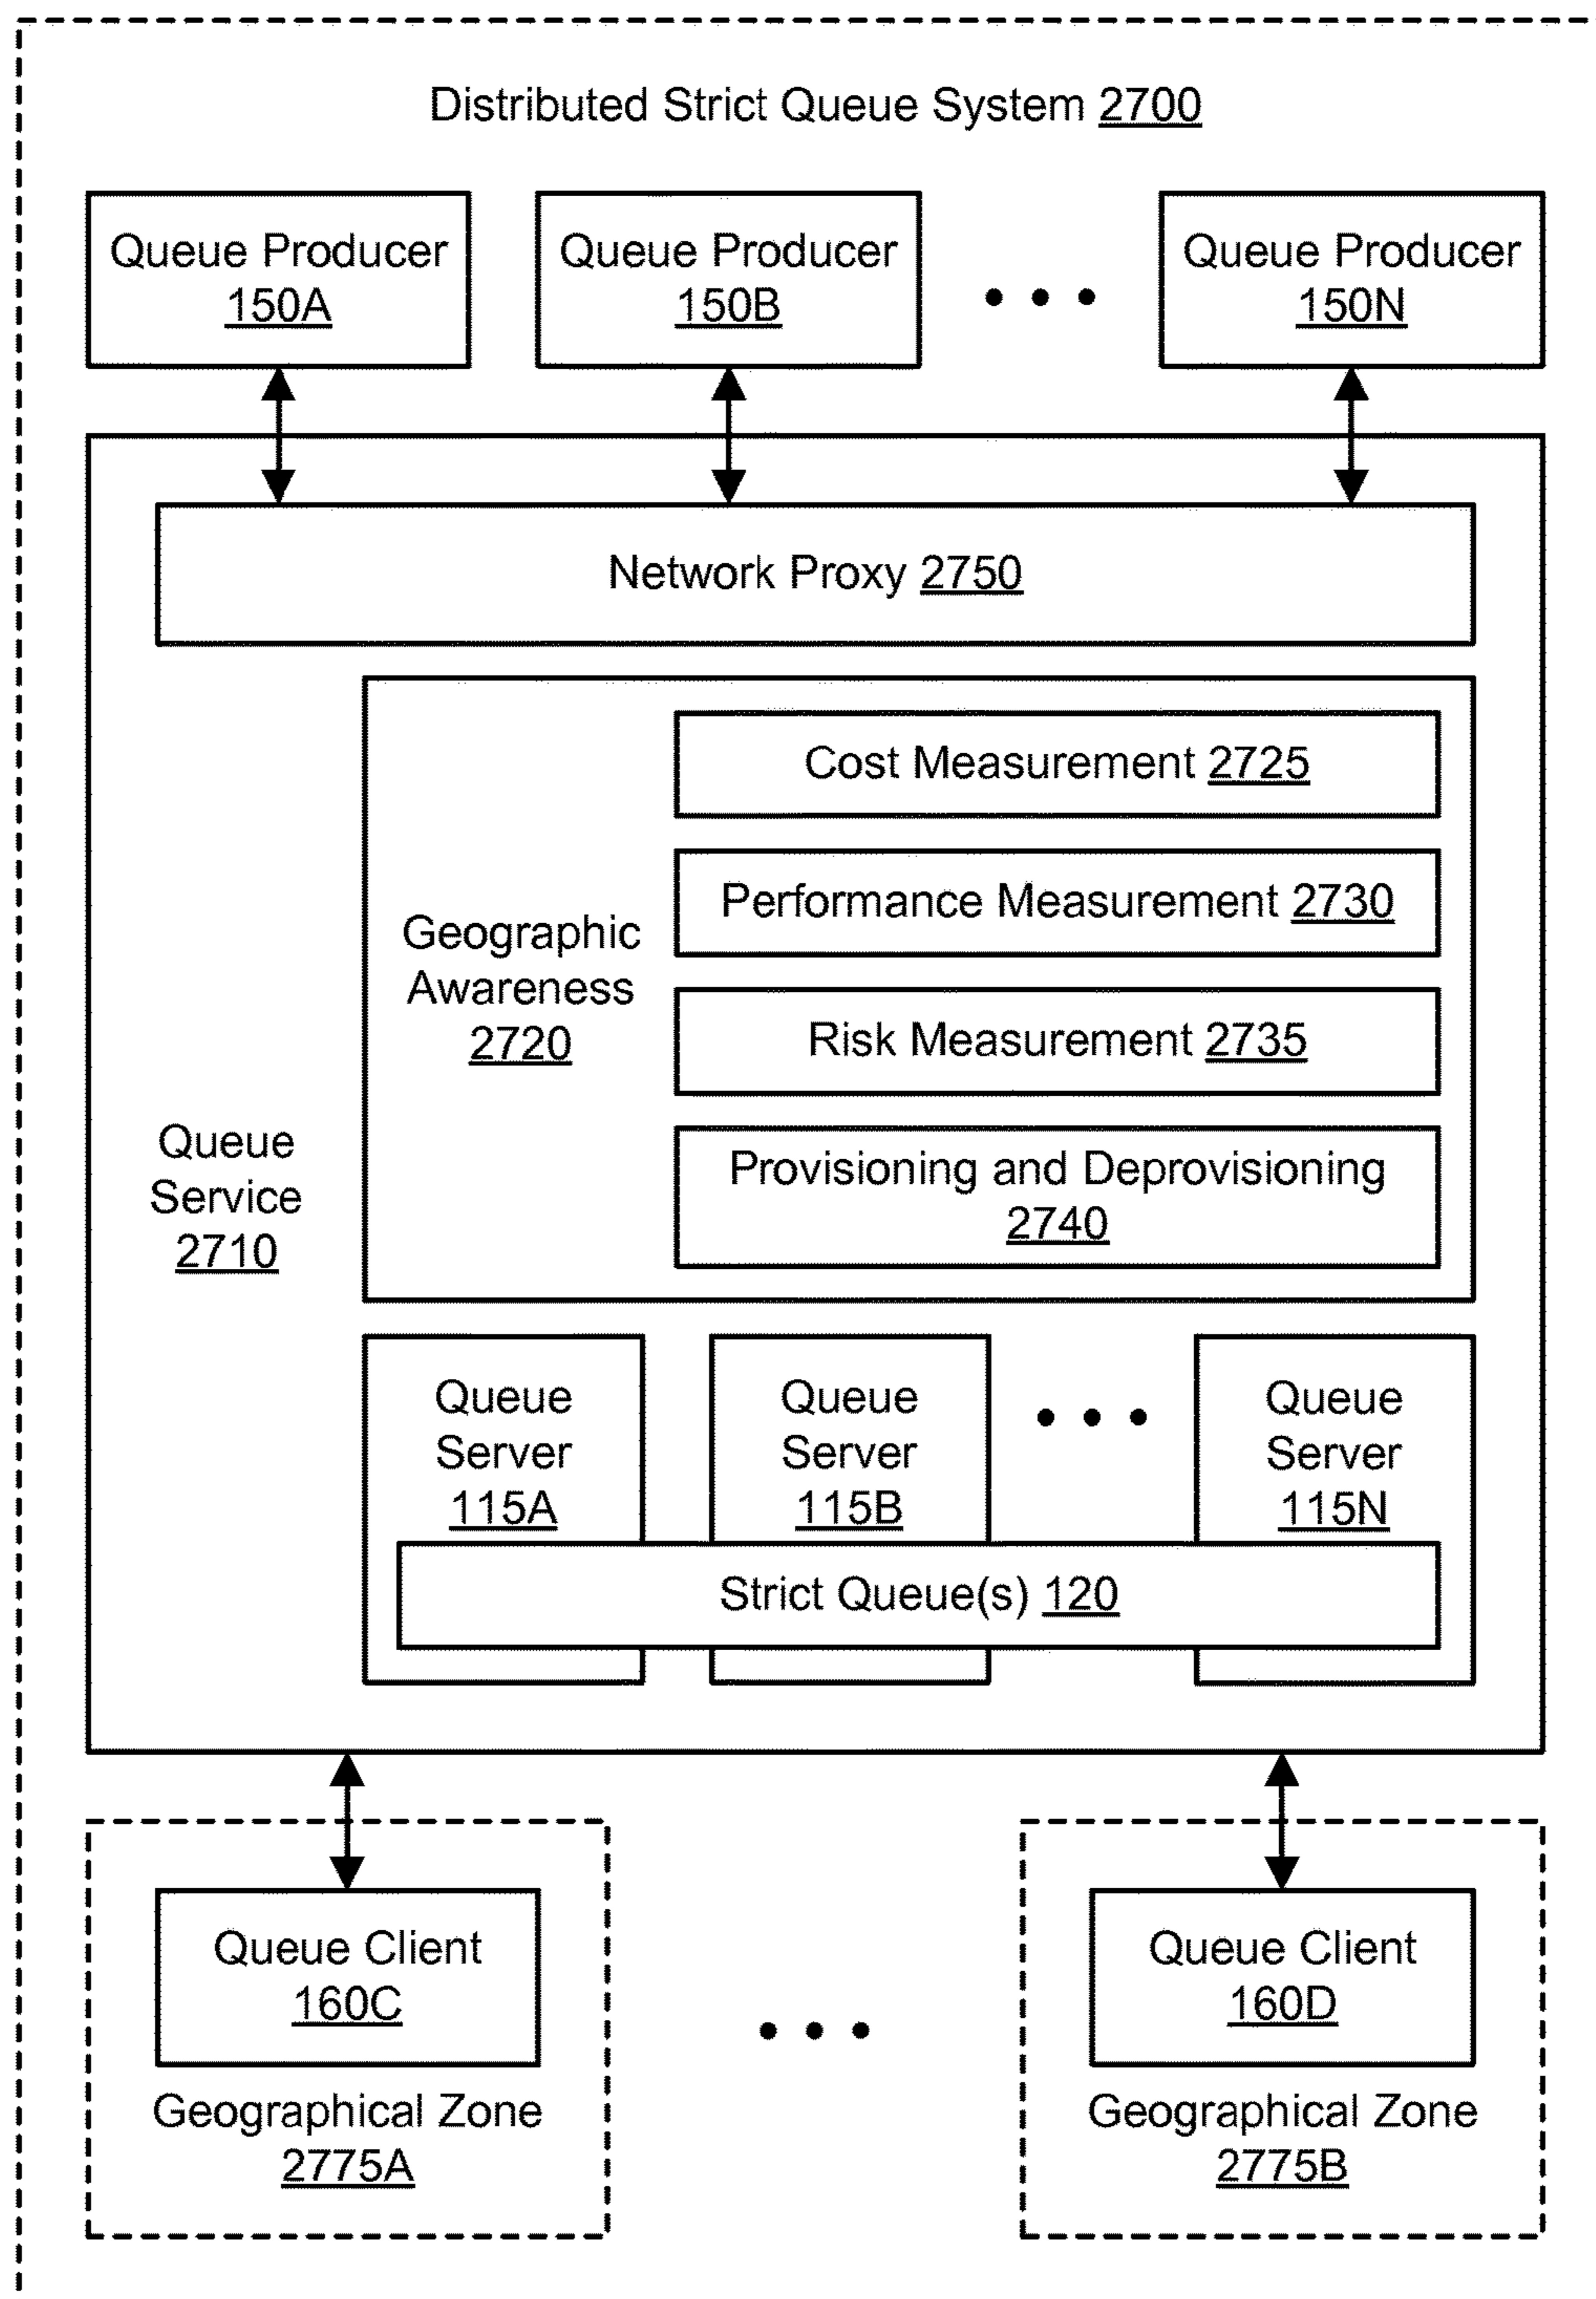 Distributed Strict Queue System 2700
Queue Producer
150A
Queue Producer
150B
Queue Producer
150N
Network Proxy 2750
Cost Measurement 2725
Performance Measurement 2730
Geographic
Awareness
2720
Risk Measurement 2735
Provisioning and Deprovisioning
2740
Queue
Service
2710
Queue
Server
115A
Queue
Server
115B
Queue
Server
115N
Strict Queue(s) 120
Queue Client
160C
Geographical Zone
2775A
Queue Client
160D
Geographical Zone
2775B